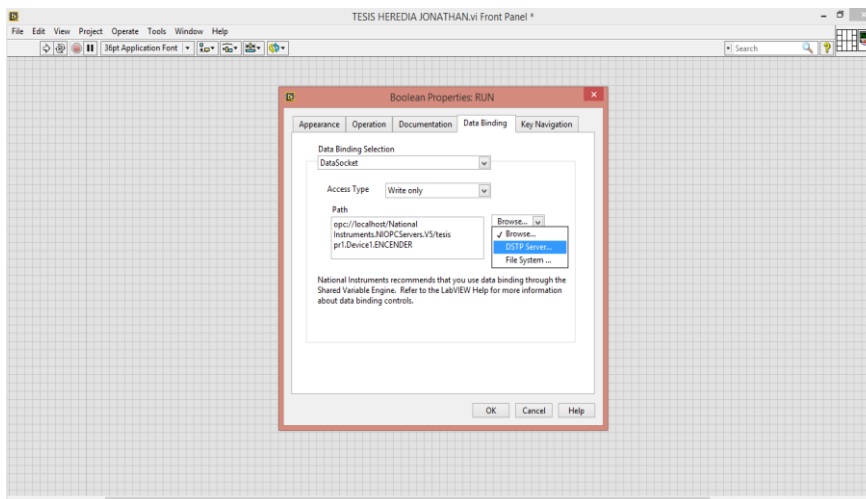 TESIS HEREDIA JONATHAN.vi Front Panel *
File Edit View Project Operate Tools Window Help
36pt Application Font
Search
Boolean Properties: RUN
Appearance Operation Documentation Data Binding Key Navigation
Data Binding Selection
DataSocket
Access Type Write only
Path
opc://localhost/National
Instruments.NIOPCServers.V5/tesis
pr1.Device1.ENCENDER
Browse...
✓ Browse...
DSTP Server...
File System ...
National Instruments recommends that you use data binding through the
Shared Variable Engine. Refer to the LabVIEW Help for more information
about data binding controls.
OK Cancel Help